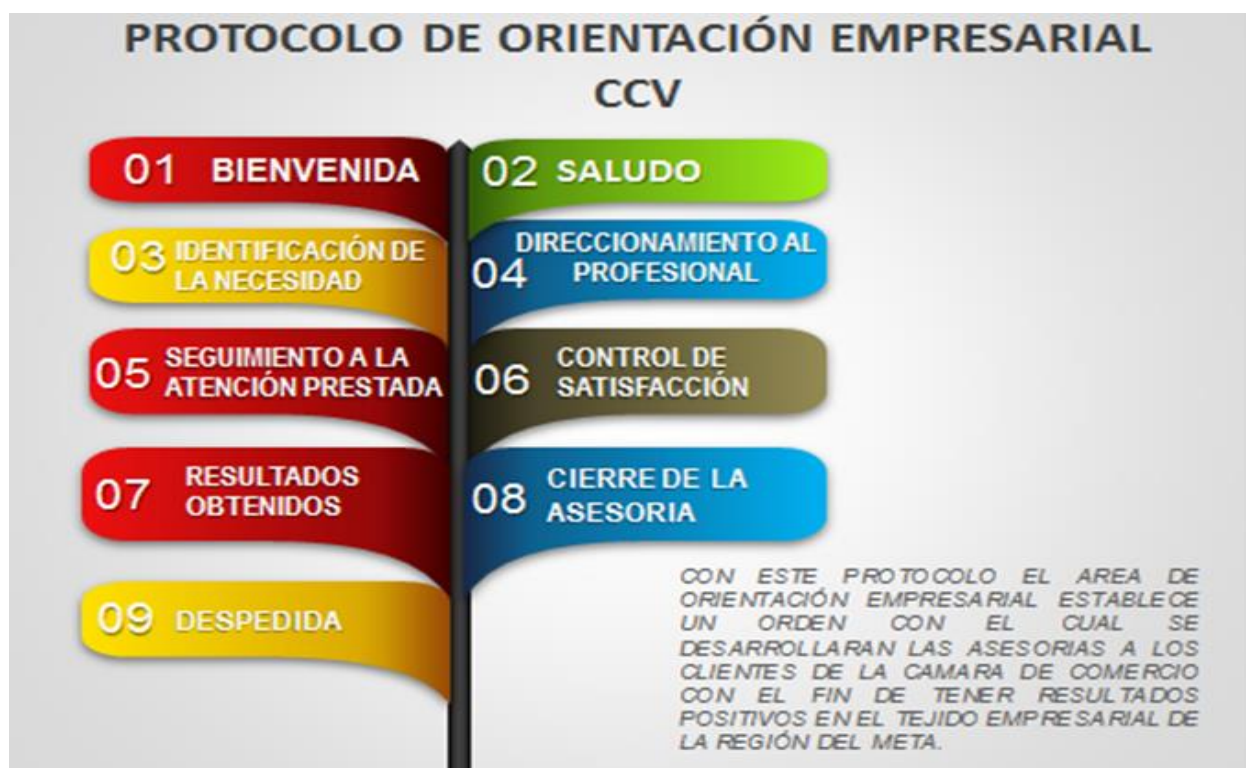 PROTOCOLO DE ORIENTACIÓN EMPRESARIAL
CCV
01 BIENVENIDA
02 SALUDO
03 IDENTIFICACIÓN DE
LA NECESIDAD
04 DIRECCIONAMIENTO AL
PROFESIONAL
05 SEGUIMIENTO A LA
ATENCIÓN PRESTADA
06 CONTROL DE
SATISFACCIÓN
07 RESULTADOS
OBTENIDOS
08 CIERRE DE LA
ASESORIA
09 DESPEDIDA
CON ESTE PROTOCOLO EL AREA DE
ORIENTACIÓN EMPRESARIAL ESTABLECE
UN ORDEN CON EL CUAL SE
DESARROLLARAN LAS ASESORIAS A LOS
CLIENTES DE LA CAMARA DE COMERCIO
CON EL FIN DE TENER RESULTADOS
POSITIVOS EN EL TEJIDO EMPRESARIAL DE
LA REGIÓN DEL META.